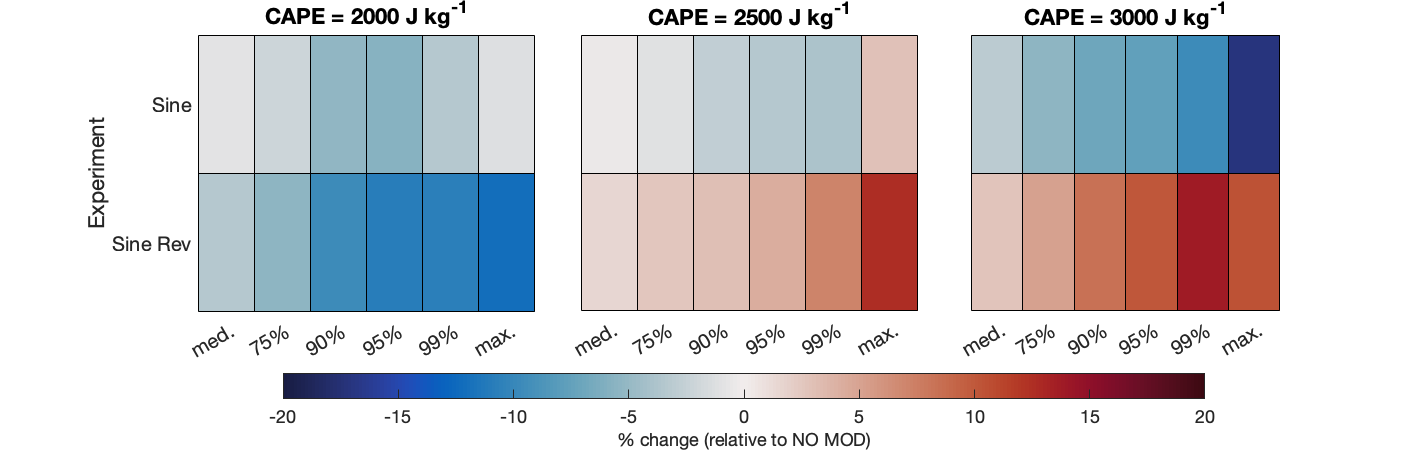 CAPE = 2000 J kg-1
CAPE = 2500 J kg-1
CAPE = 3000 J kg-1
Experiment
Sine
Sine Rev
med. 75% 90% 95% 99% max.
med. 75% 90% 95% 99% max.
med. 75% 90% 95% 99% max.
-20 -15 -10 -5 0 5 10 15 20
% change (relative to NO MOD)